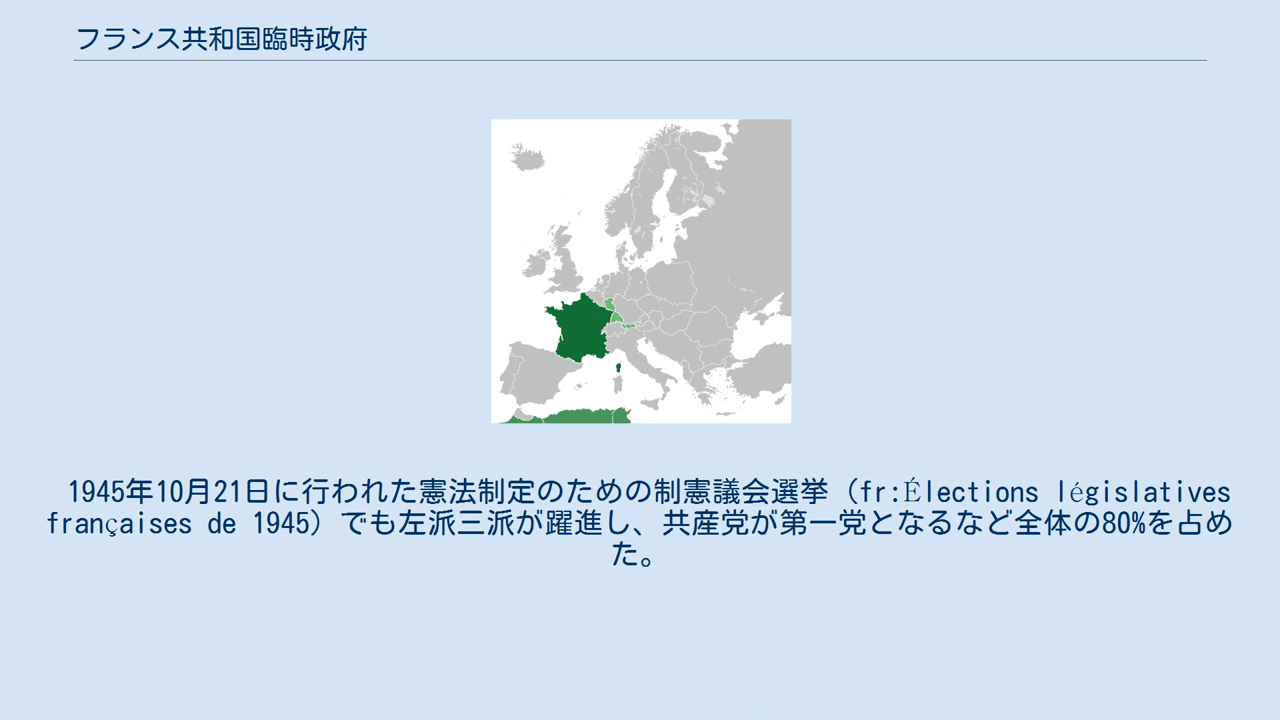 フランス共和国臨時政府
1945年10月21日に行われた憲法制定のための制憲議会選挙（fr:Élections législatives
françaises de 1945）でも左派三派が躍進し、共産党が第一党となるなど全体の80%を占め
た。